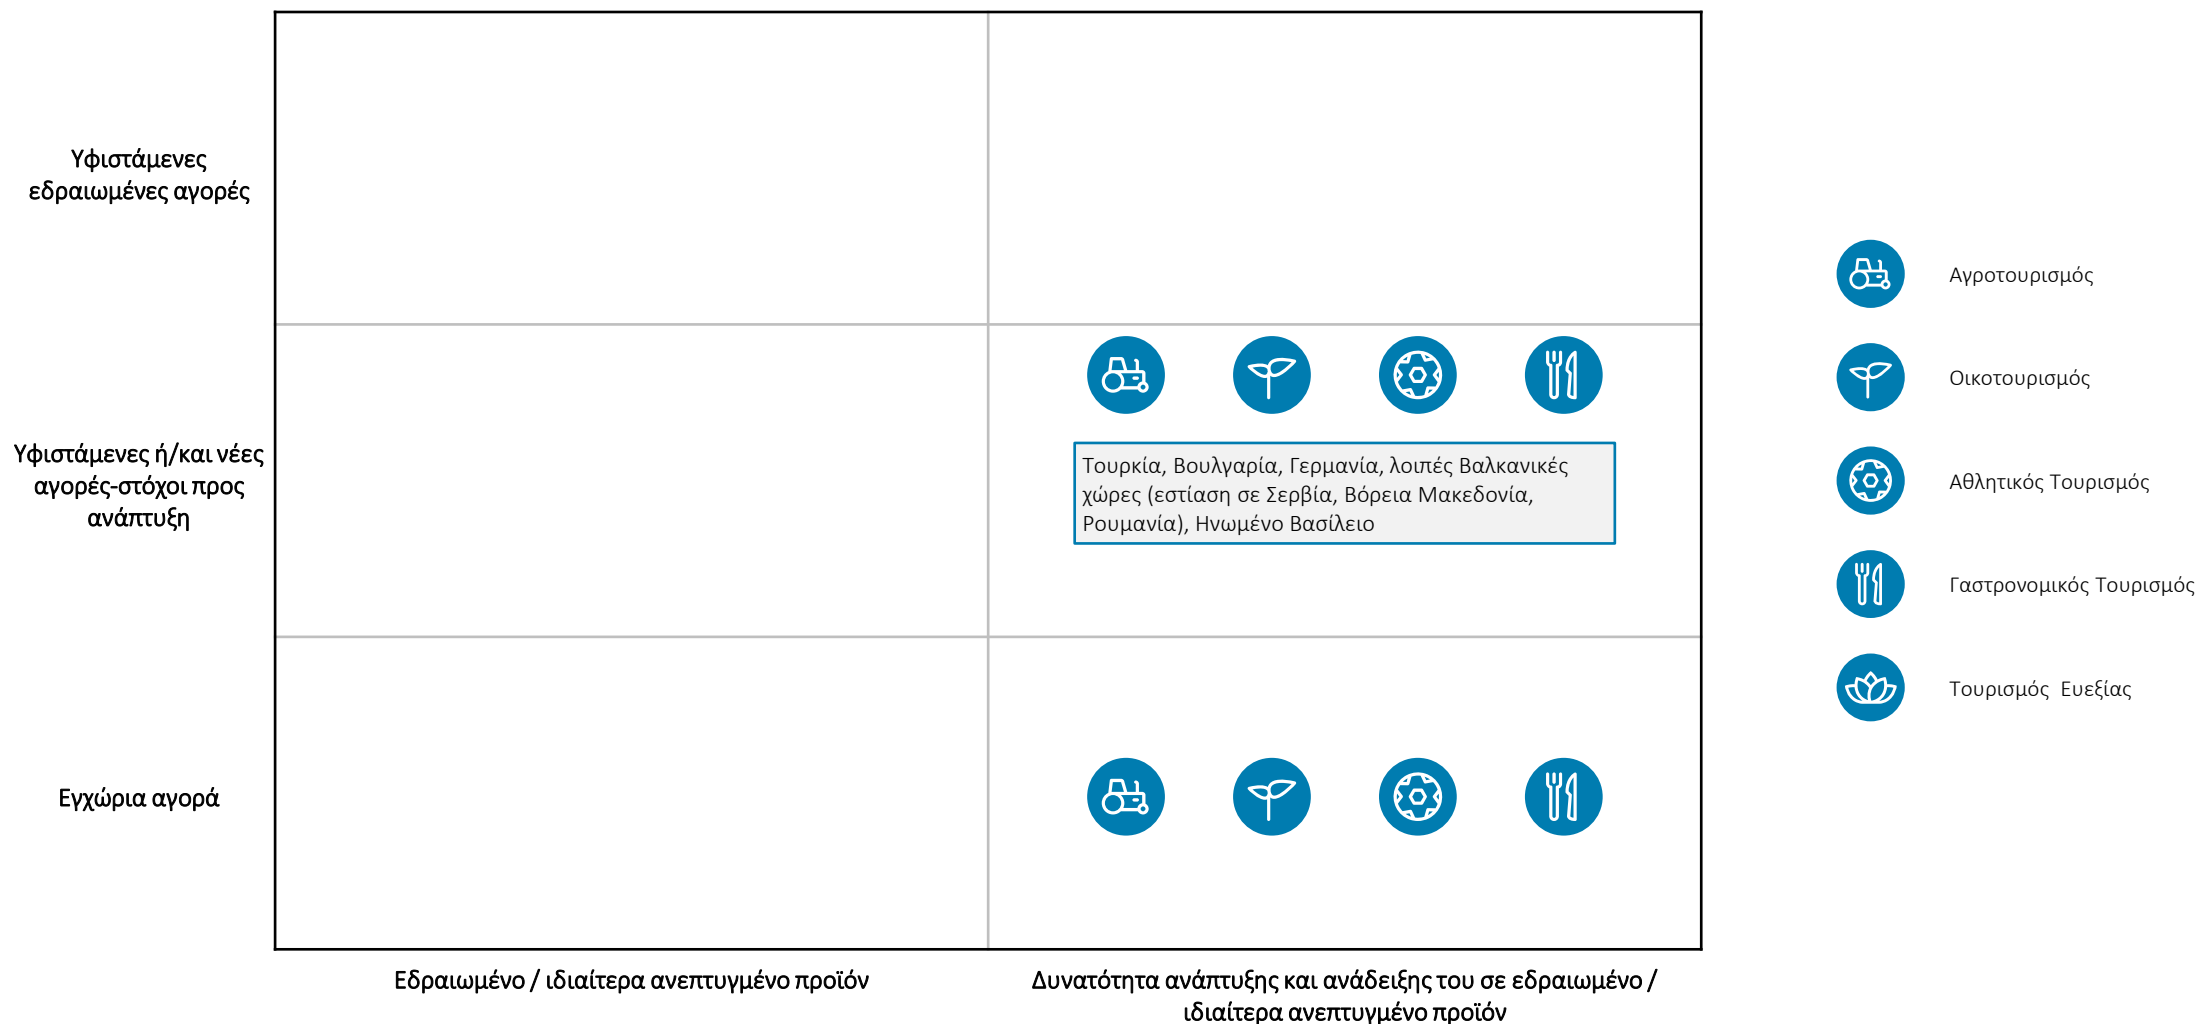 Υφιστάμενες
εδραιωμένες αγορές
Υφιστάμενες ή/και νέες
αγορές-στόχοι προς
ανάπτυξη
Τουρκία, Βουλγαρία, Γερμανία, λοιπές Βαλκανικές
χώρες (εστίαση σε Σερβία, Βόρεια Μακεδονία,
Ρουμανία), Ηνωμένο Βασίλειο
Εγχώρια αγορά
Εδραιωμένο / ιδιαίτερα ανεπτυγμένο προϊόν
Δυνατότητα ανάπτυξης και ανάδειξης του σε εδραιωμένο /
ιδιαίτερα ανεπτυγμένο προϊόν
Αγροτουρισμός
Οικοτουρισμός
Αθλητικός Τουρισμός
Γαστρονομικός Τουρισμός
Τουρισμός  Ευεξίας